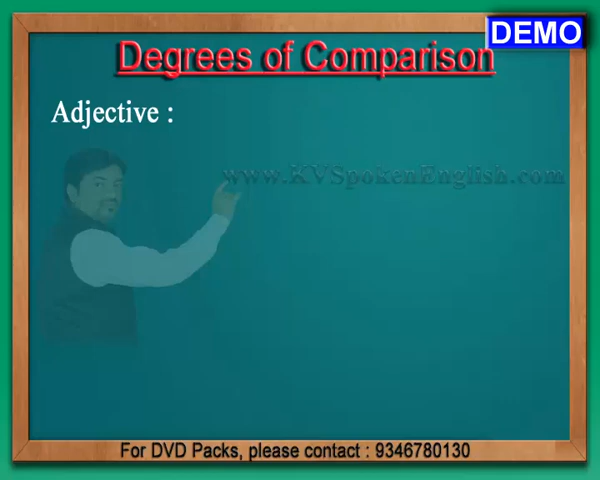 DEMO
Degrees of Comparison
Adjective :
www.KVSpokenEnglish.com
For DVD Packs, please contact : 9346780130